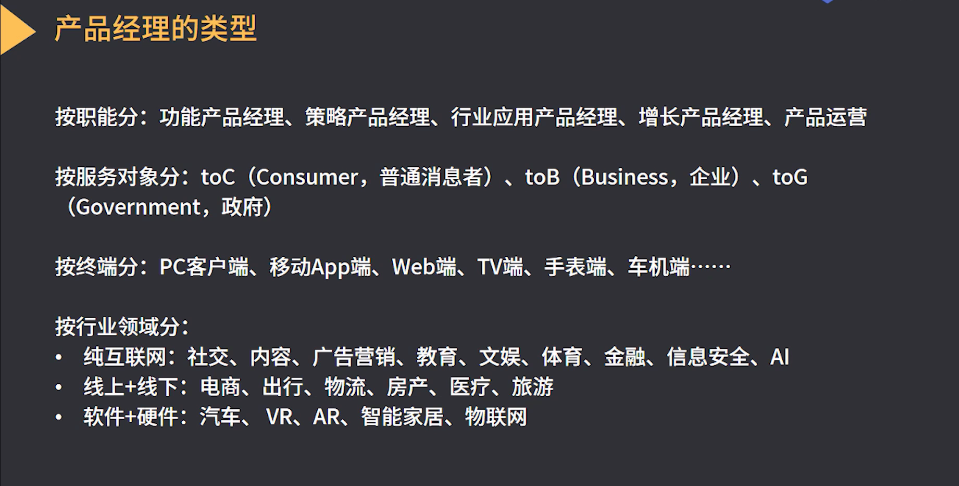 产品经理的类型
按职能分：功能产品经理、策略产品经理、行业应用产品经理、增长产品经理、产品运营
按服务对象分：toC（Consumer，普通消息者）、toB（Business，企业）、toG
（Government，政府）
按终端分：PC客户端、移动App端、Web端、TV端、手表端、车机端……
按行业领域分：
• 纯互联网：社交、内容、广告营销、教育、文娱、体育、金融、信息安全、AI
• 线上+线下：电商、出行、物流、房产、医疗、旅游
• 软件+硬件：汽车、 VR、AR、智能家居、物联网